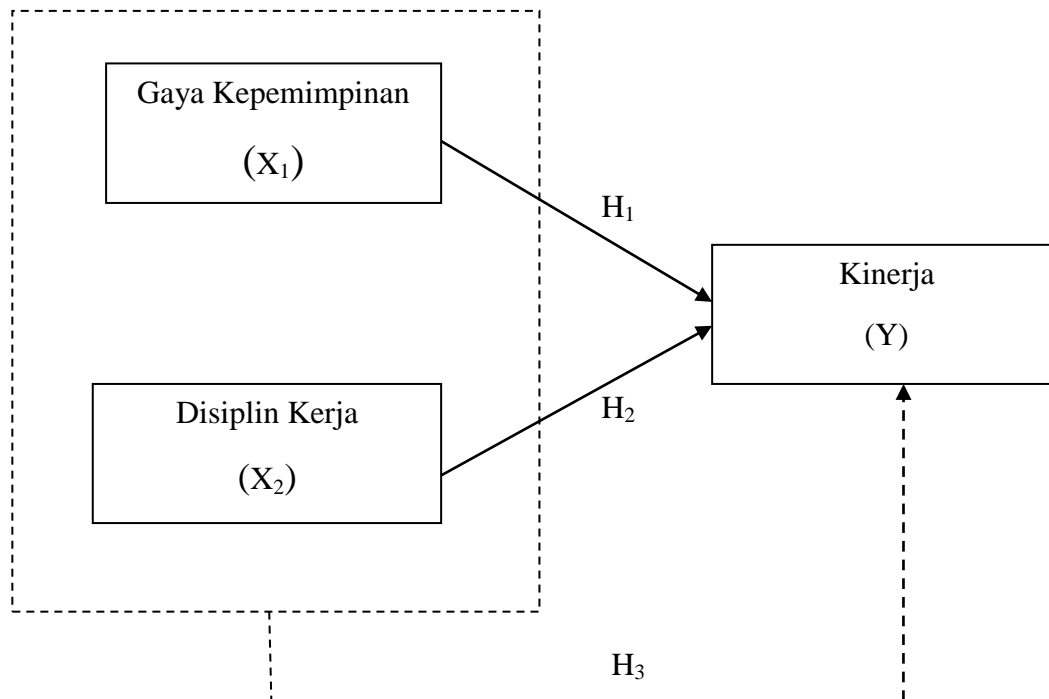 Gaya Kepemimpinan
(X₁)
H₁
Kinerja
(Y)
Disiplin Kerja
(X₂)
H₂
H₃